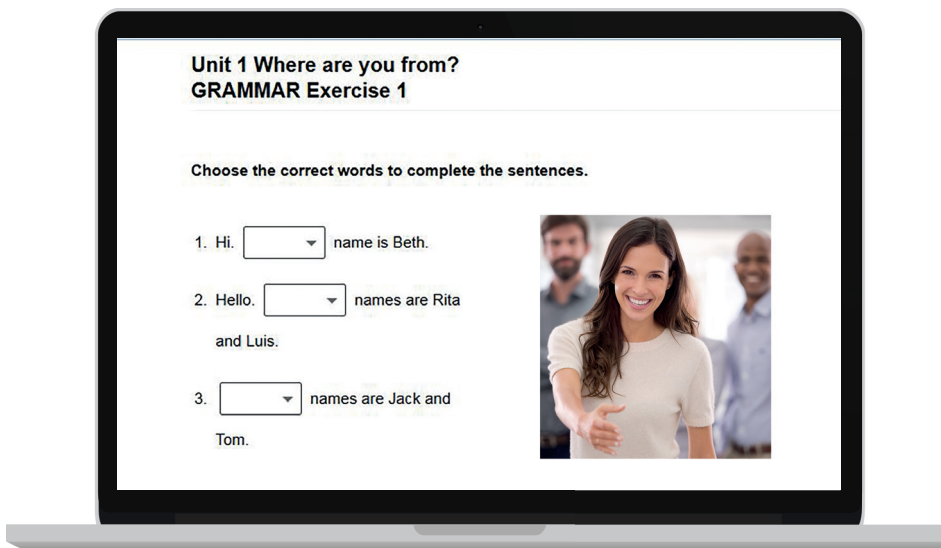 Unit 1 Where are you from?
GRAMMAR Exercise 1
Choose the correct words to complete the sentences.
1. Hi. name is Beth.
2. Hello. names are Rita
and Luis.
3. names are Jack and
Tom.